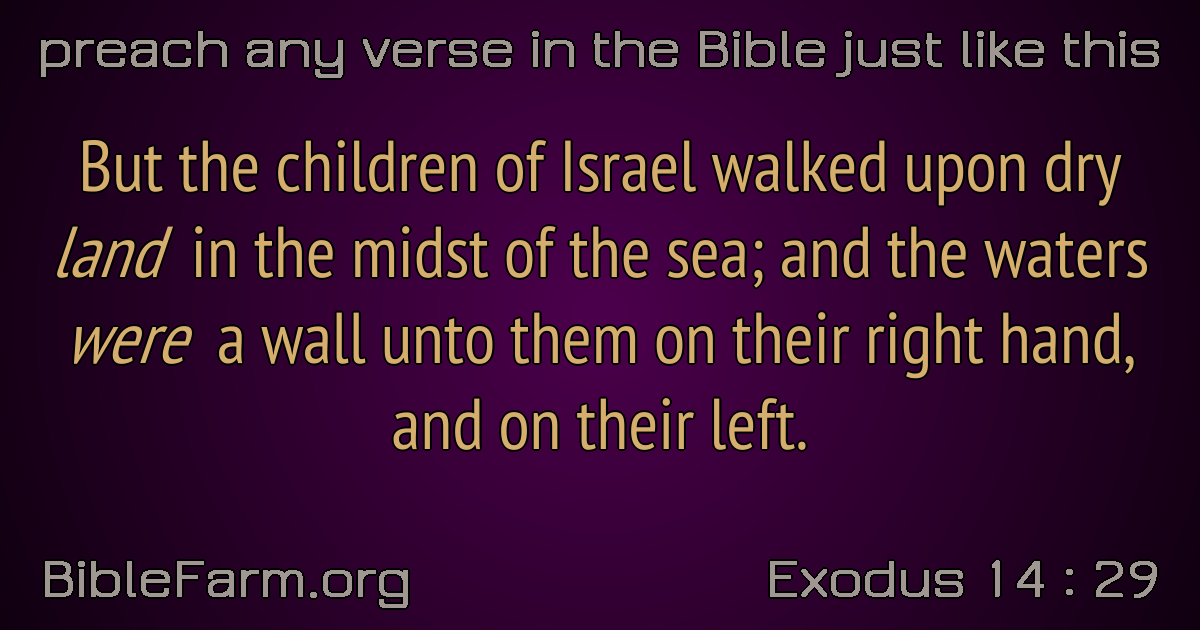 preach any verse in the Bible just like this
But the children of Israel walked upon dry
land in the midst of the sea; and the waters
were a wall unto them on their right hand,
and on their left.
BibleFarm.org
Exodus 14 : 29